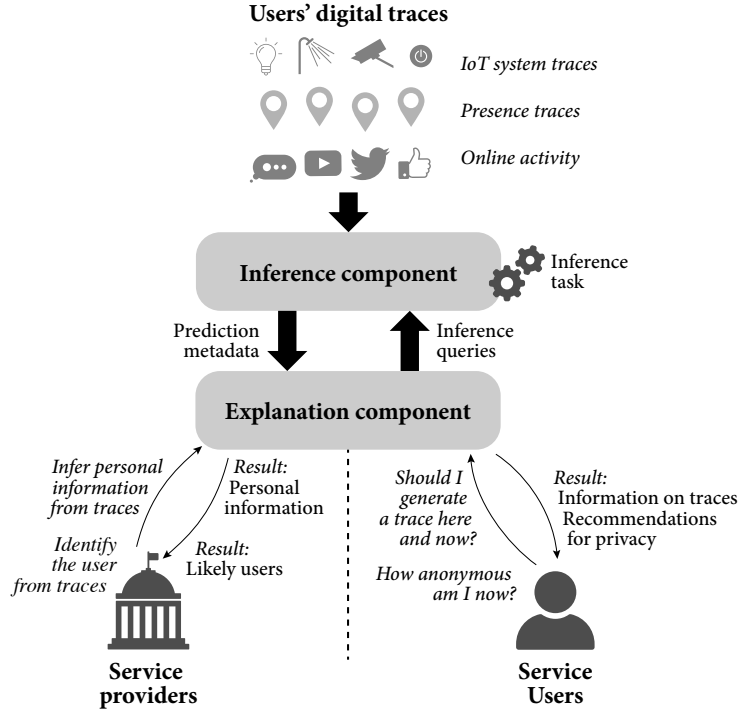 Users' digital traces
IoT system traces
Presence traces
Online activity
Inference component
Inference
task
Prediction
metadata
Inference
queries
Explanation component
Infer personal
information
from traces
Result:
Personal
information
Identify
the user
from traces
Result:
Likely users
Should I
generate
a trace here
and now?
How anonymous
am I now?
Result:
Information on traces
Recommendations
for privacy
Service
providers
Service
Users